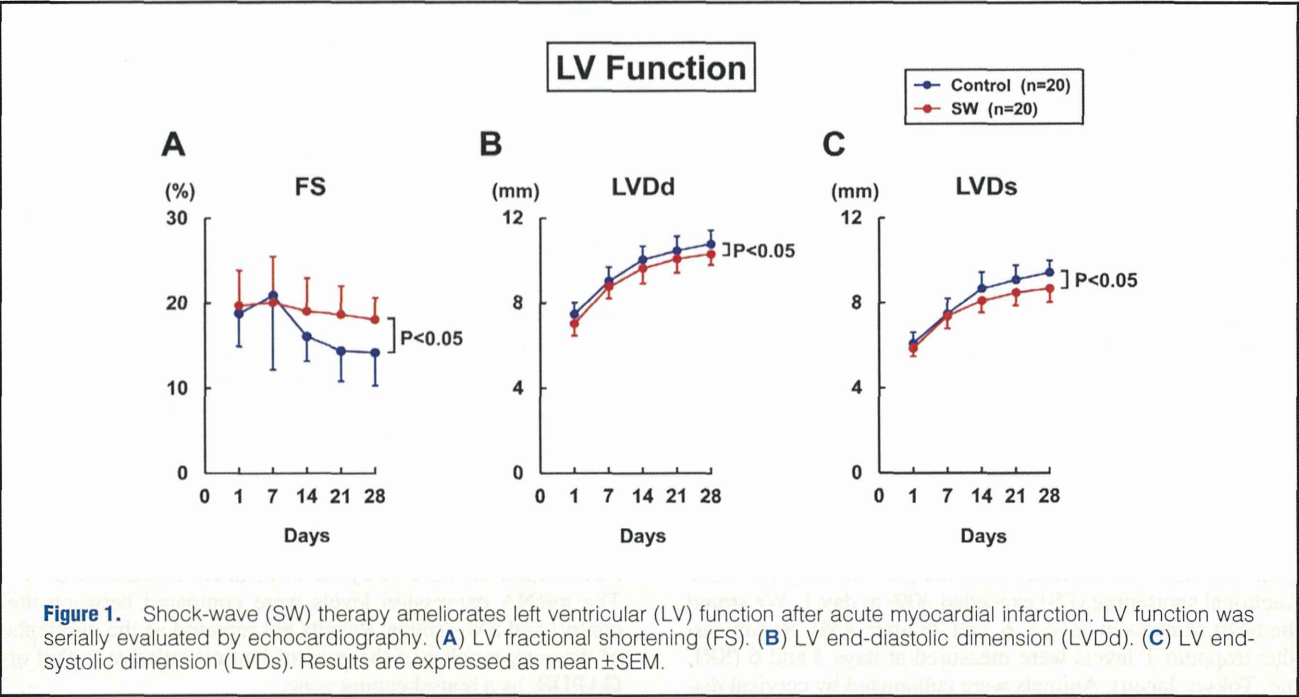 LV Function
Control (n=20)
SW (n=20)
A
(%)
FS
30
20
10
0
P<0.05
0 1 7 14 21 28
Days
B
(mm)
LVDd
12
8
4
0
P<0.05
0 1 7 14 21 28
Days
C
(mm)
LVDs
12
8
4
0
P<0.05
0 1 7 14 21 28
Days
Figure 1. Shock-wave (SW) therapy ameliorates left ventricular (LV) function after acute myocardial infarction. LV function was
serially evaluated by echocardiography. (A) LV fractional shortening (FS). (B) LV end-diastolic dimension (LVDd). (C) LV end-
systolic dimension (LVDs). Results are expressed as mean±SEM.